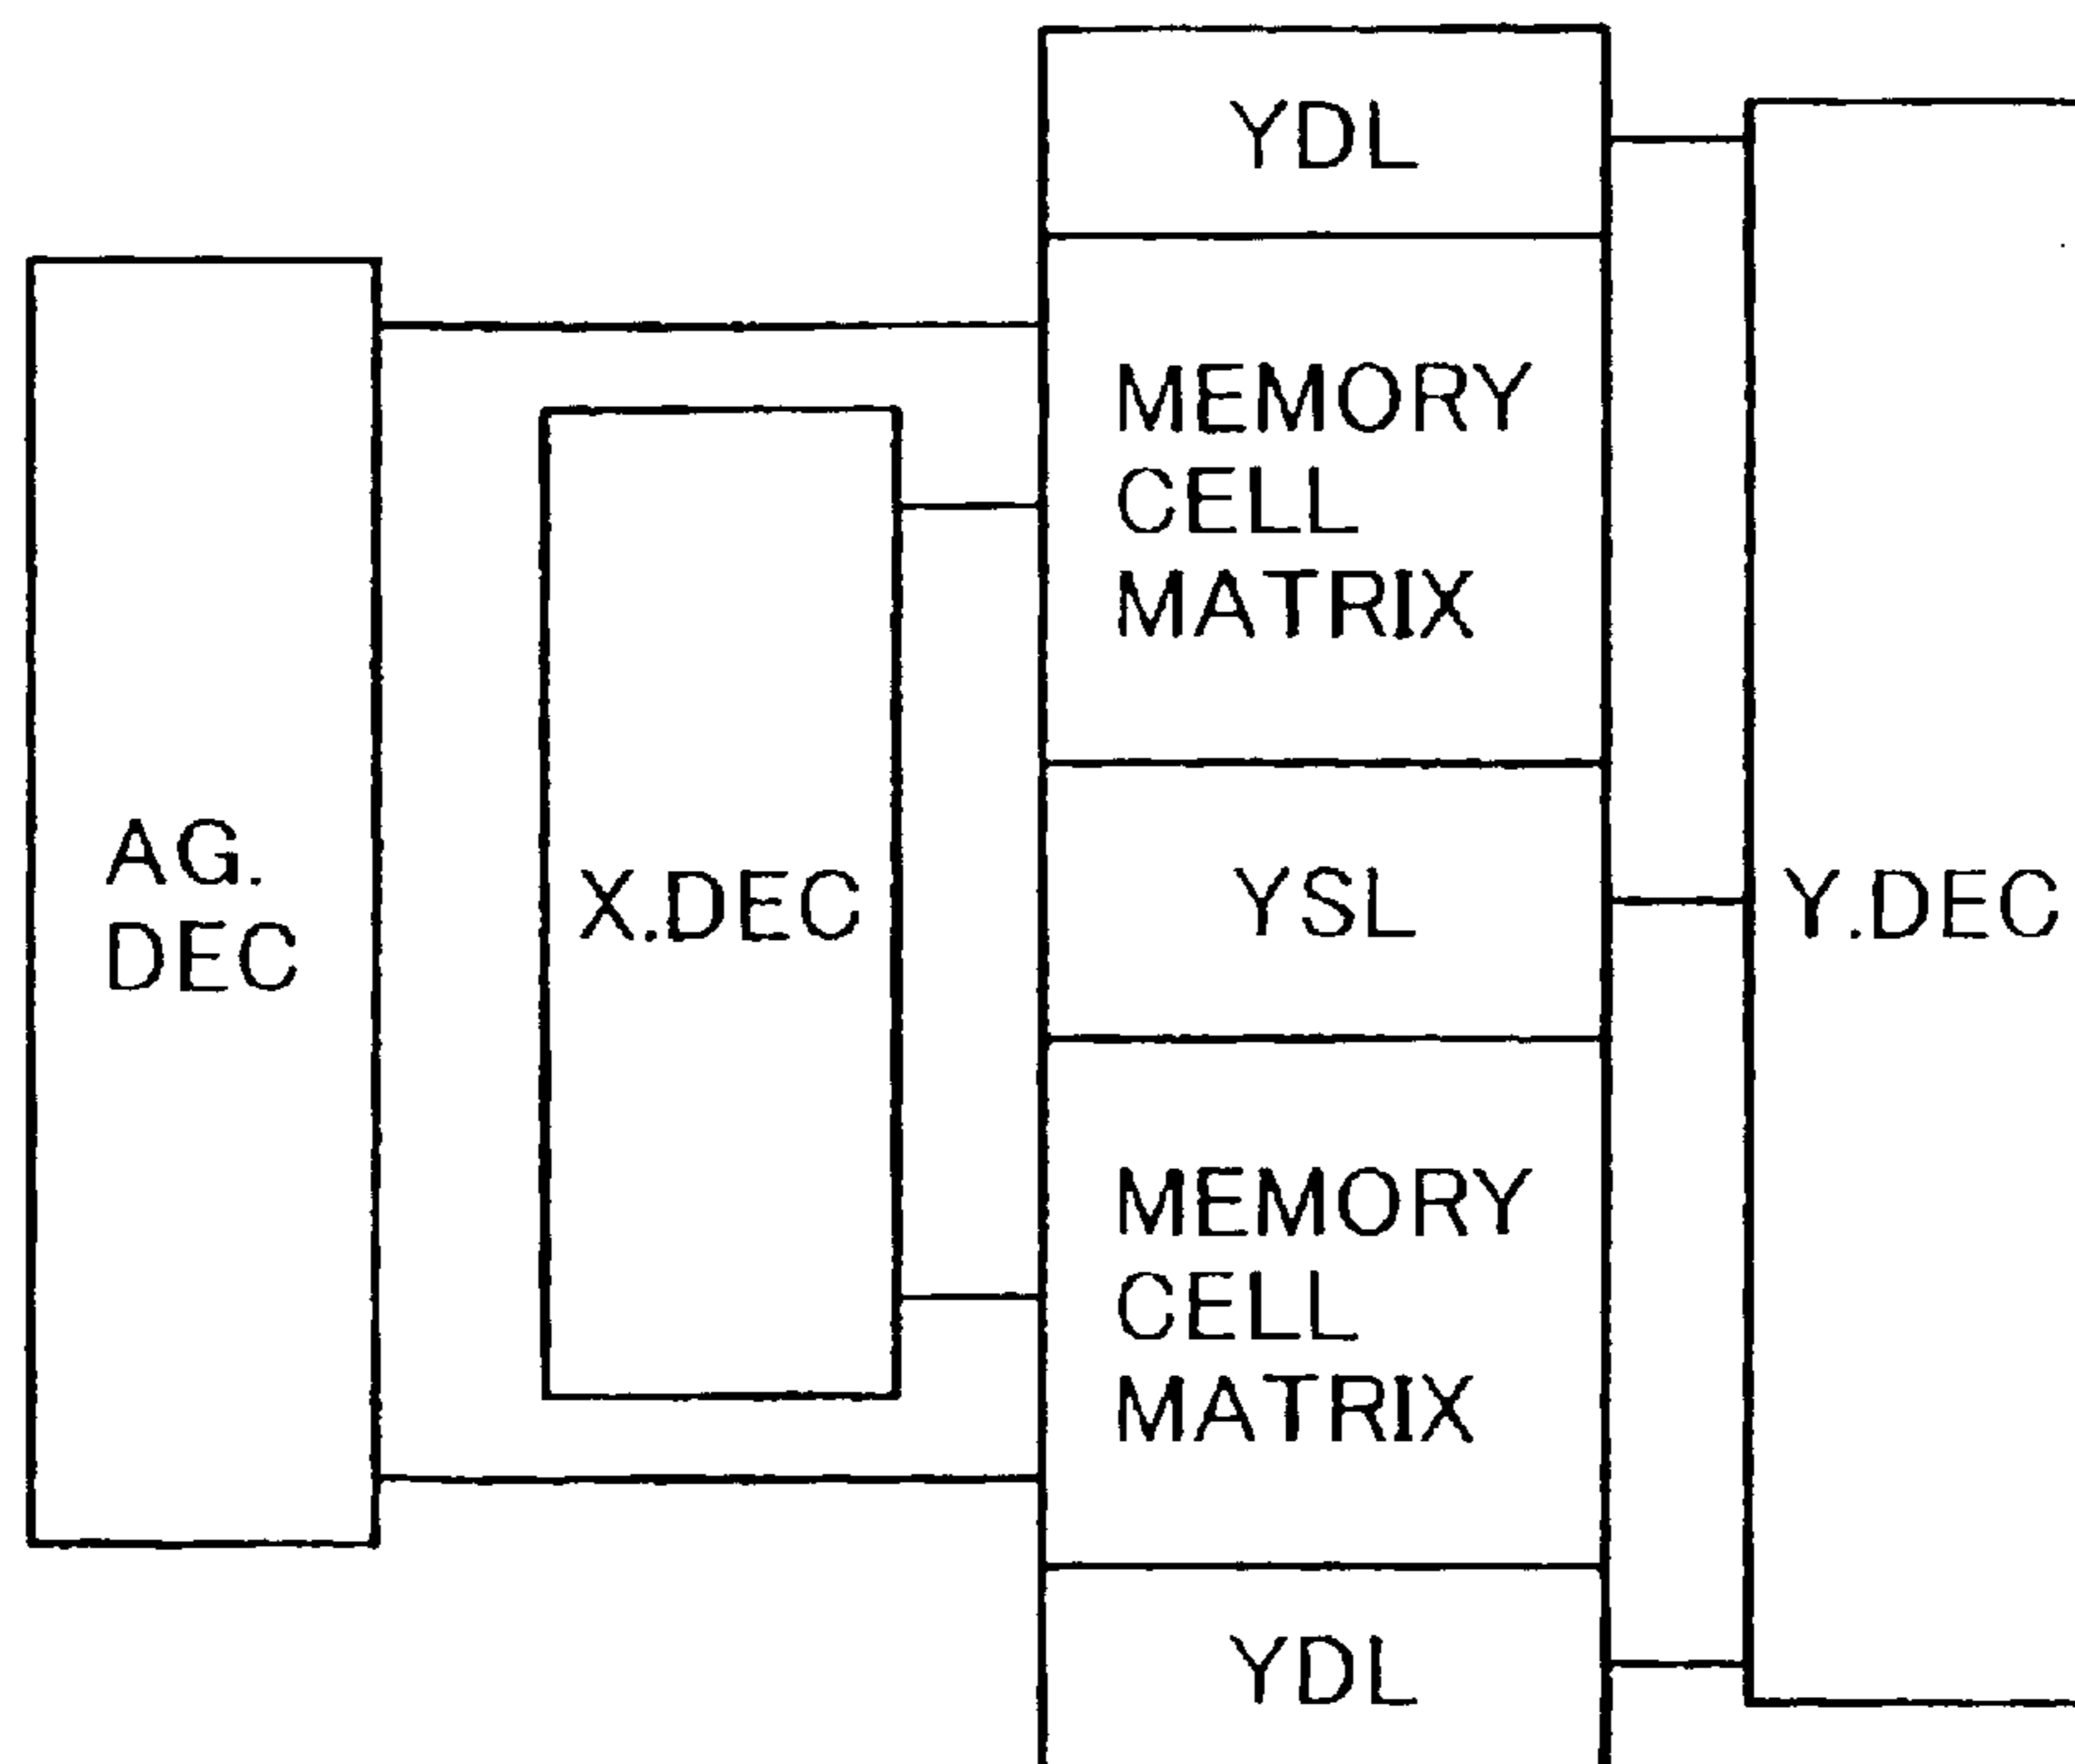 YDL
MEMORY
CELL
MATRIX
AG.
DEC
X.DEC
YSL
Y.DEC
MEMORY
CELL
MATRIX
YDL